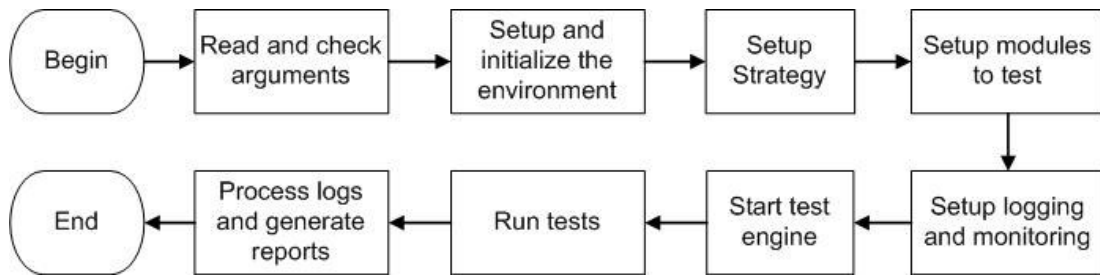 Begin
Read and check
arguments
Setup and
initialize the
environment
Setup
Strategy
Setup modules
to test
Setup logging
and monitoring
Start test
engine
Run tests
Process logs
and generate
reports
End